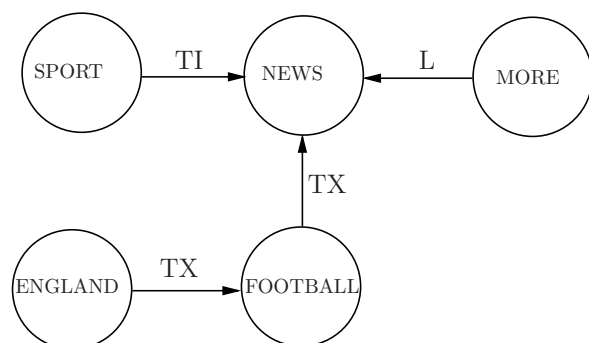 SPORT
TI
NEWS
L
MORE
TX
ENGLAND
TX
FOOTBALL